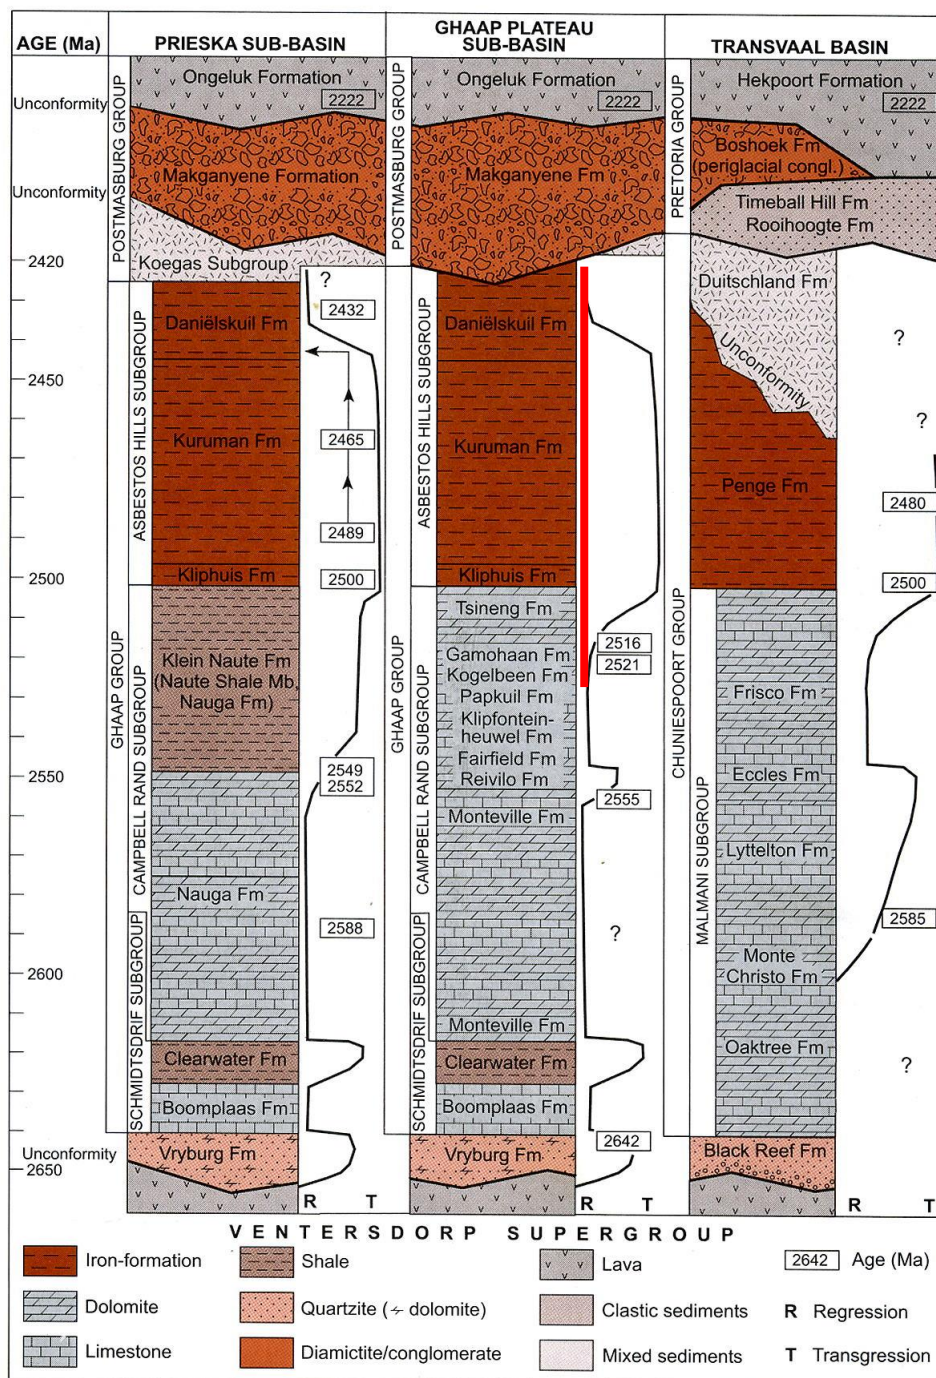 AGE (Ma)
PRIESKA SUB-BASIN
GHAAP PLATEAU
SUB-BASIN
TRANSVAAL BASIN
Unconformity
Unconformity
2420
2450
2500
2550
2600
Unconformity
2650
POSTMASBURG GROUP
GHAAP GROUP
ASBESTOS HILLS SUBGROUP
CAMPBELL RAND SUBGROUP
SCHMIDTSDRIF SUBGROUP
Ongeluk Formation
2222
Makganyene Formation
Koegas Subgroup
?
2432
Daniëlskuil Fm
Kuruman Fm
2465
2489
Kliphuis Fm
2500
Klein Naute Fm
(Naute Shale Mb,
Nauga Fm)
2549
2552
Nauga Fm
2588
Clearwater Fm
Boomplaas Fm
Vryburg Fm
R T
POSTMASBURG GROUP
GHAAP GROUP
ASBESTOS HILLS SUBGROUP
CAMPBELL RAND SUBGROUP
SCHMIDTSDRIF SUBGROUP
Ongeluk Formation
2222
Makganyene Fm
Daniëlskuil Fm
Kuruman Fm
Kliphuis Fm
Tsineng Fm
2516
Gamohaan Fm
2521
Kogelbeen Fm
Papkuil Fm
Klipfontein-
heuwel Fm
Fairfield Fm
Reivilo Fm
2555
Monteville Fm
?
Monteville Fm
Clearwater Fm
Boomplaas Fm
2642
Vryburg Fm
R T
PRETORIA GROUP
CHUNIESPOORT GROUP
MALMANI SUBGROUP
Hekpoort Formation
2222
Boshoek Fm
(periglacial congl.)
Timeball Hill Fm
Rooihoogte Fm
Duitschland Fm
?
Unconformity
?
Penge Fm
2480
2500
Frisco Fm
Eccles Fm
Lyttelton Fm
2585
Monte
Christo Fm
Oaktree Fm
?
Black Reef Fm
R T
VENTERSDORP SUPERGROUP
Iron-formation
Shale
Lava
2642 Age (Ma)
Dolomite
Quartzite (÷ dolomite)
Clastic sediments
R Regression
Limestone
Diamictite/conglomerate
Mixed sediments
T Transgression